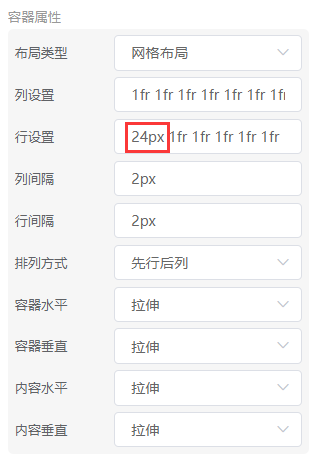 容器属性
布局类型 网格布局
列设置 1fr 1fr 1fr 1fr 1fr 1fr 1fr
行设置 24px 1fr 1fr 1fr 1fr 1fr
列间隔 2px
行间隔 2px
排列方式 先行后列
容器水平 拉伸
容器垂直 拉伸
内容水平 拉伸
内容垂直 拉伸